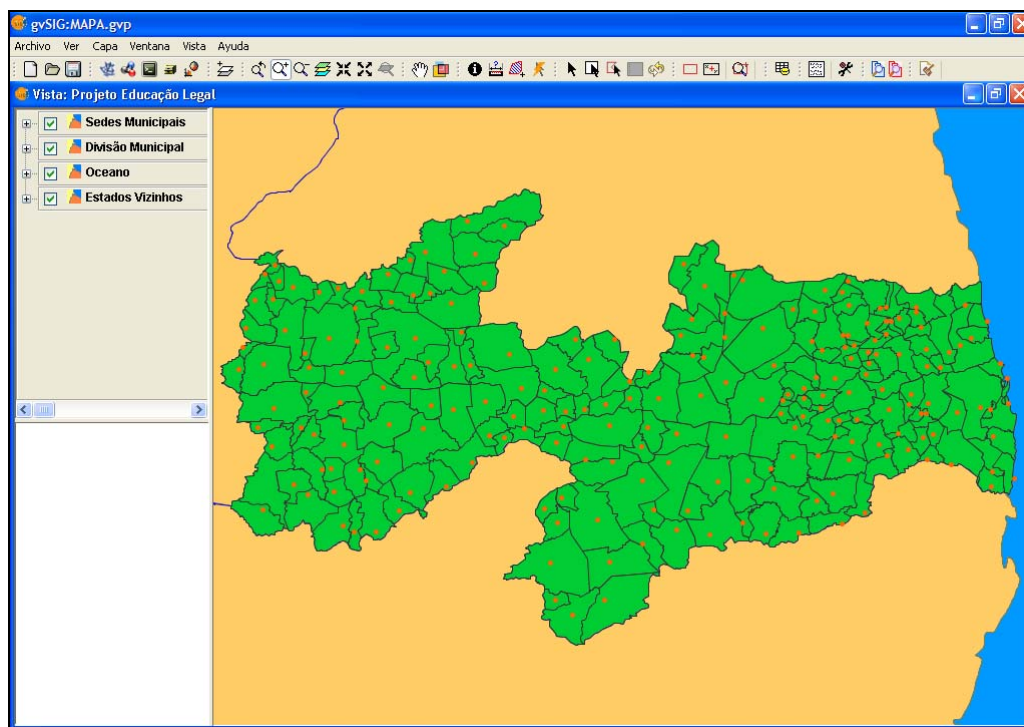 gvSIG:MAPA.gvp
Archivo Ver Capa Ventana Vista Ayuda
Vista: Projeto Educação Legal
Sedes Municipais
Divisão Municipal
Oceano
Estados Vizinhos